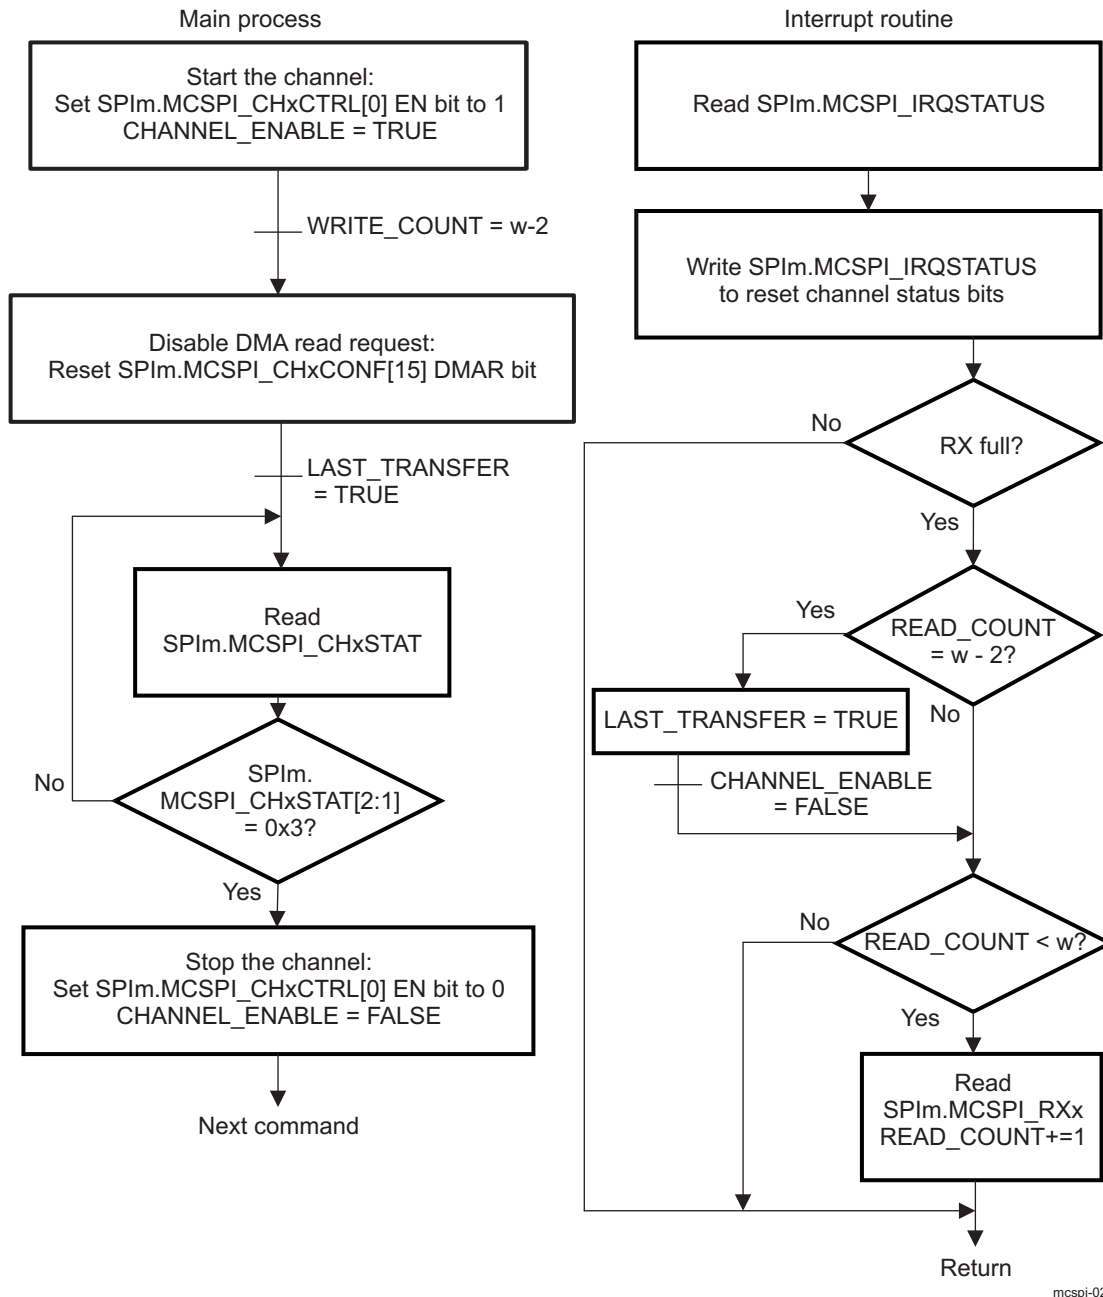 Main process
Start the channel:
Set SPIm.MCSPI_CHxCTRL[0] EN bit to 1
CHANNEL_ENABLE = TRUE
WRITE_COUNT = w-2
Disable DMA read request:
Reset SPIm.MCSPI_CHxCONF[15] DMAR bit
LAST_TRANSFER
= TRUE
Read
SPIm.MCSPI_CHxSTAT
SPIm.
MCSPI_CHxSTAT[2:1]
= 0x3?
No
Yes
Stop the channel:
Set SPIm.MCSPI_CHxCTRL[0] EN bit to 0
CHANNEL_ENABLE = FALSE
Next command
Interrupt routine
Read SPIm.MCSPI_IRQSTATUS
Write SPIm.MCSPI_IRQSTATUS
to reset channel status bits
RX full?
No
Yes
READ_COUNT
= w - 2?
Yes
No
LAST_TRANSFER = TRUE
CHANNEL_ENABLE
= FALSE
READ_COUNT < w?
No
Yes
Read
SPIm.MCSPI_RXx
READ_COUNT+=1
Return
mcspi-02